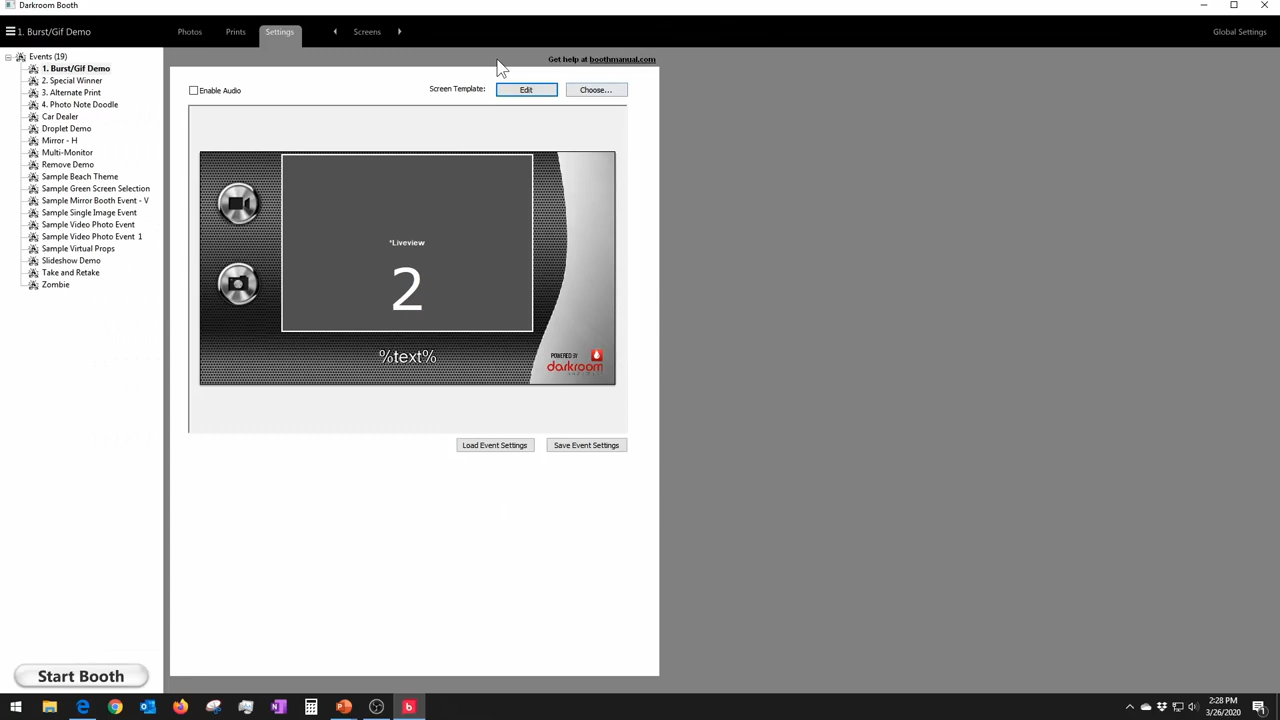 Darkroom Booth
1. Burst/Gif Demo
Photos
Prints
Settings
Screens
Global Settings
Events (19)
1. Burst/Gif Demo
2. Special Winner
3. Alternate Print
4. Photo Note Doodle
Car Dealer
Droplet Demo
Mirror - H
Multi-Monitor
Remove Demo
Sample Beach Theme
Sample Green Screen Selection
Sample Mirror Booth Event - V
Sample Single Image Event
Sample Video Photo Event
Sample Video Photo Event 1
Sample Virtual Props
Slideshow Demo
Take and Retake
Zombie
Start Booth
Get help at boothmanual.com
Enable Audio
Screen Template:
Edit
Choose...
*Liveview
2
%text%
POWERED BY
darkroom
Load Event Settings
Save Event Settings
2:28 PM
3/26/2020